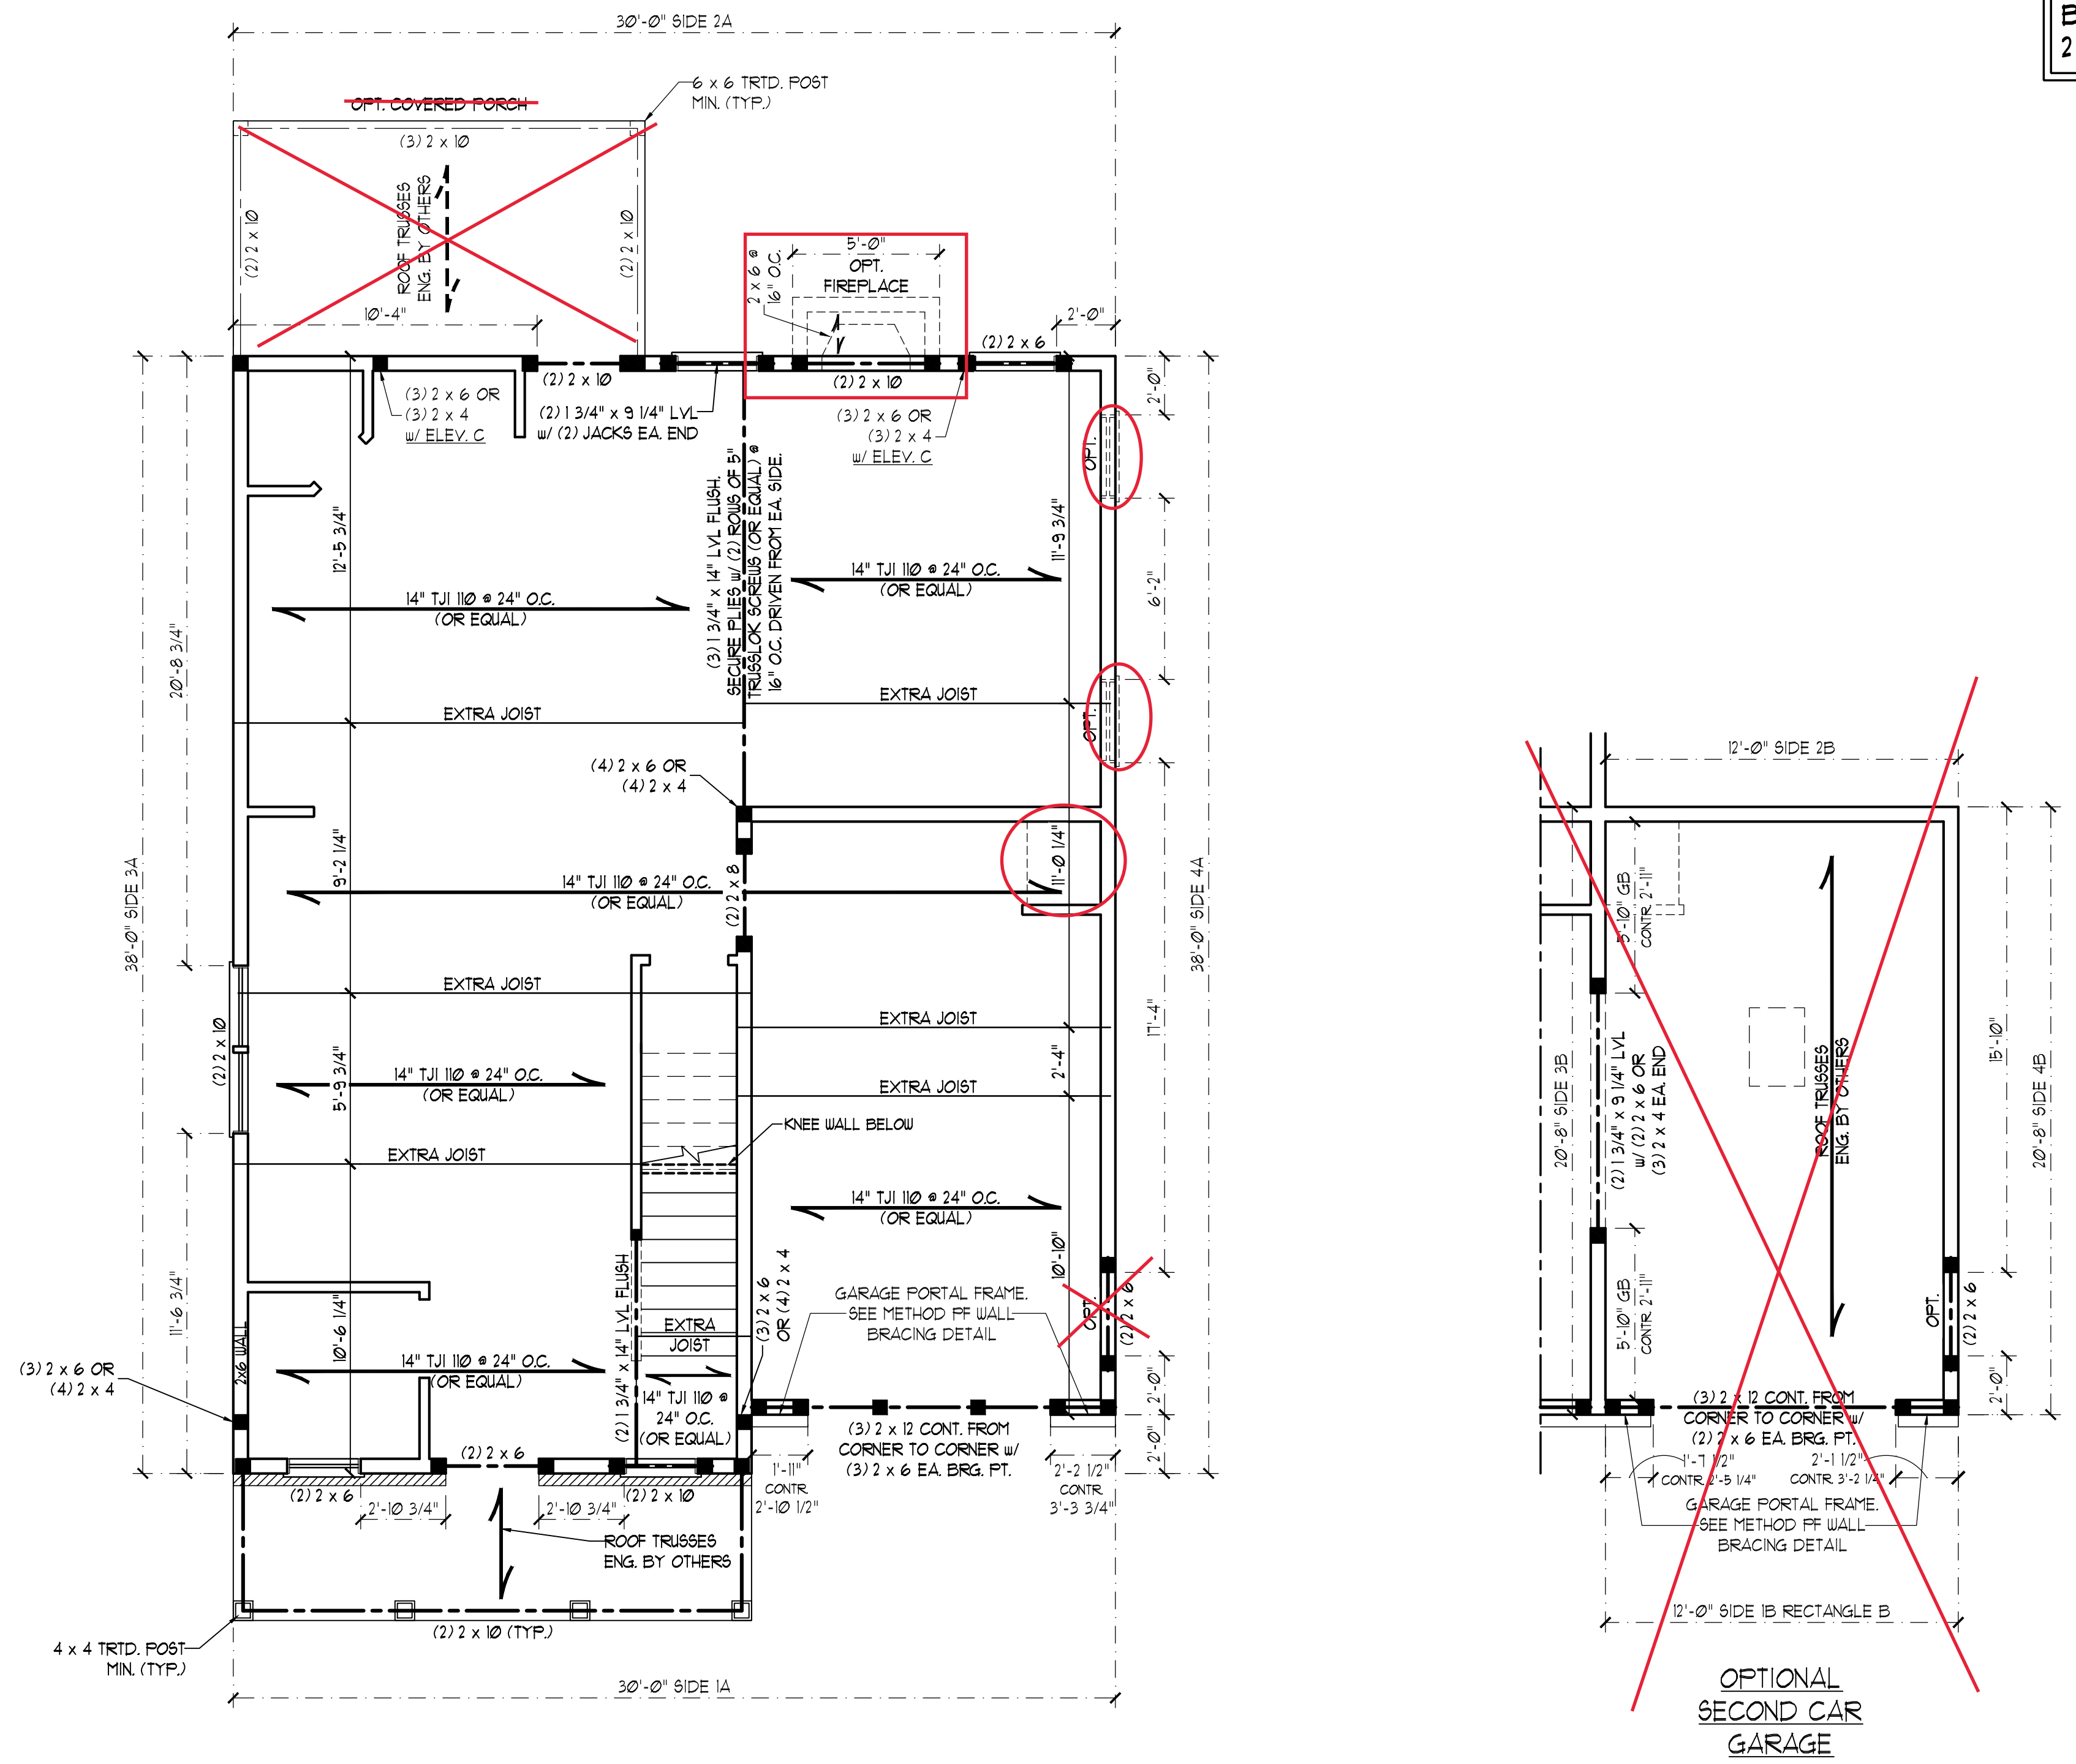 B
2
30'-0" SIDE 2A
6 x 6 TRTD. POST
MIN. (TYP.)
OPT. COVERED PORCH
(3) 2 x 10
ROOF TRUSSES
ENG. BY OTHERS
(2) 2 x 10
(2) 2 x 10
10'-4"
2 x 6 @
16" O.C.
5'-0"
OPT.
FIREPLACE
2'-0"
(2) 2 x 6
(2) 2 x 10
(2) 2 x 10
(3) 2 x 6 OR
(3) 2 x 4
w/ ELEV. C
(2) 1 3/4" x 9 1/4" LVL
w/ (2) JACKS EA. END
(3) 2 x 6 OR
(3) 2 x 4
w/ ELEV. C
2'-0"
OPT.
(3) 1 3/4" x 14" LVL FLUSH.
SECURE PLIES w/ (2) ROWS OF 5"
TRUSSLOK SCREWS (OR EQUAL) @
16" O.C. DRIVEN FROM EA. SIDE.
12'-5 3/4"
11'-9 3/4"
14" TJI 110 @ 24" O.C.
(OR EQUAL)
14" TJI 110 @ 24" O.C.
(OR EQUAL)
6'-2"
20'-8 3/4"
EXTRA JOIST
EXTRA JOIST
OPT.
(4) 2 x 6 OR
(4) 2 x 4
38'-0" SIDE 3A
9'-2 1/4"
14" TJI 110 @ 24" O.C.
(OR EQUAL)
(2) 2 x 8
11'-0 1/4"
38'-0" SIDE 4A
EXTRA JOIST
EXTRA JOIST
17'-4"
(2) 2 x 10
5'-9 3/4"
14" TJI 110 @ 24" O.C.
(OR EQUAL)
2'-4"
EXTRA JOIST
KNEE WALL BELOW
EXTRA JOIST
14" TJI 110 @ 24" O.C.
(OR EQUAL)
11'-6 3/4"
10'-6 1/4"
2x6 WALL
(3) 2 x 6 OR
(4) 2 x 4
14" TJI 110 @ 24" O.C.
(OR EQUAL)
(2) 1 3/4" x 14" LVL FLUSH
EXTRA
JOIST
14" TJI 110 @
24" O.C.
(OR EQUAL)
(3) 2 x 6
OR (4) 2 x 4
GARAGE PORTAL FRAME.
SEE METHOD PF WALL
BRACING DETAIL
10'-10"
OPT.
(2) 2 x 6
2'-0"
2'-0"
(3) 2 x 12 CONT. FROM
CORNER TO CORNER w/
(3) 2 x 6 EA. BRG. PT.
1'-11"
CONTR
2'-10 1/2"
2'-2 1/2"
CONTR
3'-3 3/4"
(2) 2 x 6
(2) 2 x 6
(2) 2 x 10
2'-10 3/4"
2'-10 3/4"
ROOF TRUSSES
ENG. BY OTHERS
(2) 2 x 10 (TYP.)
4 x 4 TRTD. POST
MIN. (TYP.)
30'-0" SIDE 1A
12'-0" SIDE 2B
5'-10" GB
CONTR. 2'-11"
20'-8" SIDE 3B
(2) 1 3/4" x 9 1/4" LVL
w/ (2) 2 x 6 OR
(3) 2 x 4 EA. END
ROOF TRUSSES
ENG. BY OTHERS
15'-10"
20'-8" SIDE 4B
5'-10" GB
CONTR. 2'-11"
OPT.
(2) 2 x 6
2'-0"
(3) 2 x 12 CONT. FROM
CORNER TO CORNER w/
(2) 2 x 6 EA. BRG. PT.
1'-7 1/2"
CONTR. 2'-5 1/4"
2'-1 1/2"
CONTR. 3'-2 1/4"
GARAGE PORTAL FRAME.
SEE METHOD PF WALL
BRACING DETAIL
12'-0" SIDE 1B RECTANGLE B
OPTIONAL
SECOND CAR
GARAGE